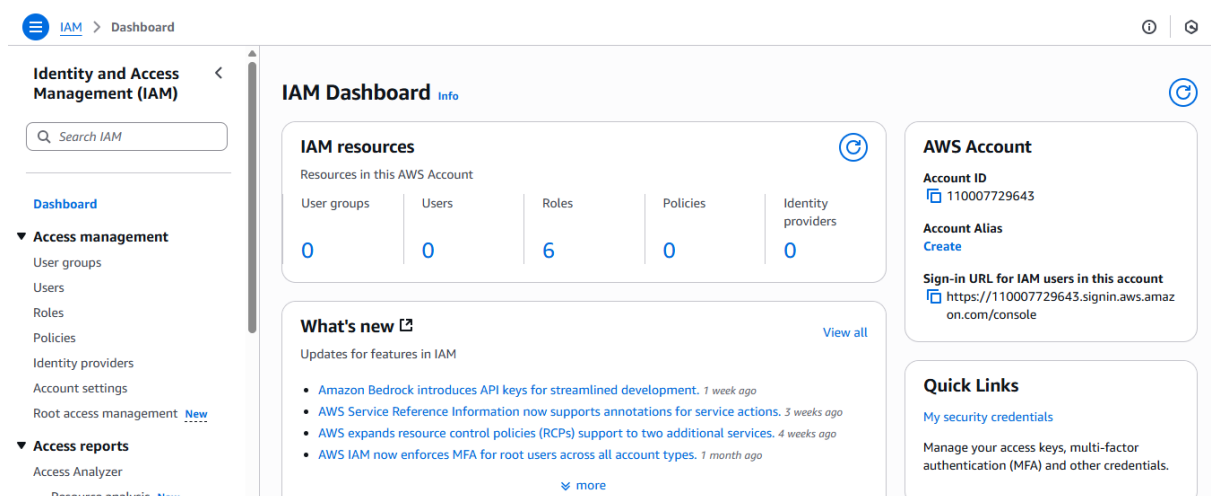 IAM > Dashboard
Identity and Access
Management (IAM)
Search IAM
Dashboard
Access management
User groups
Users
Roles
Policies
Identity providers
Account settings
Root access management New
Access reports
Access Analyzer
IAM Dashboard Info
IAM resources
Resources in this AWS Account
User groups
0
Users
0
Roles
6
Policies
0
Identity
providers
0
What's new
View all
Updates for features in IAM
Amazon Bedrock introduces API keys for streamlined development. 1 week ago
AWS Service Reference Information now supports annotations for service actions. 3 weeks ago
AWS expands resource control policies (RCPs) support to two additional services. 4 weeks ago
AWS IAM now enforces MFA for root users across all account types. 1 month ago
more
AWS Account
Account ID
110007729643
Account Alias
Create
Sign-in URL for IAM users in this account
https://110007729643.signin.aws.amaz
on.com/console
Quick Links
My security credentials
Manage your access keys, multi-factor
authentication (MFA) and other credentials.